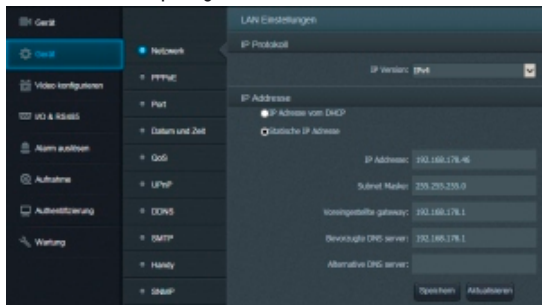 Gerät
Gerät
Video konfigurieren
I/O & RS485
Alarm auslösen
Aufnahme
Authentifizierung
Wartung
Netzwerk
PPPoE
Port
Datum und Zeit
QoS
UPnP
DDNS
SMTP
Handy
SNMP
LAN Einstellungen
IP Protokoll
IP Version: IPv4
IP Addresse
IP Adresse vom DHCP
Statische IP Adresse
IP Addresse: 192.168.178.46
Subnet Maske: 255.255.255.0
Voreingestellte gateway: 192.168.178.1
Bevorzugte DNS server: 192.168.178.1
Alternative DNS server:
Speichern Aktualisieren